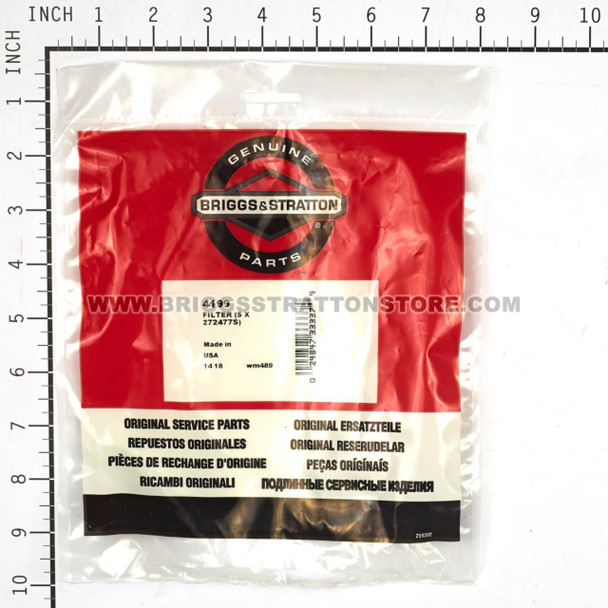 INCH 1 2 3 4 5 6 7 8 9 10
INCH
1
2
3
4
5
6
7
8
9
10
GENUINE
BRIGGS&STRATTON
®
PARTS
4199
WWW.BRIGGSSTRATTONSTORE.COM
FILTER (5 X
272477S)
Made in
USA
1418 wm489
ORIGINAL SERVICE PARTS ORIGINAL ERSATZTEILE
REPUESTOS ORIGINALES ORIGINAL RESERUDELAR
PIÈCES DE RECHANGE D'ORIGINE PEÇAS ORÍGÍNAÍS
RICAMBI ORIGINALI ПОДЛИННЫЕ СЕРВИСНЫЕ ИЗДЕЛИЯ